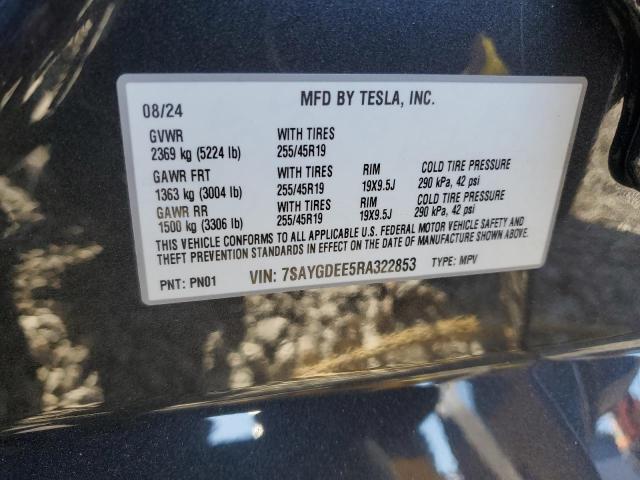 MFD BY TESLA, INC.
08/24
GVWR WITH TIRES
2369 kg (5224 lb) 255/45R19
GAWR FRT WITH TIRES RIM COLD TIRE PRESSURE
1363 kg (3004 lb) 255/45R19 19X9.5J 290 kPa, 42 psi
GAWR RR WITH TIRES RIM COLD TIRE PRESSURE
1500 kg (3306 lb) 255/45R19 19X9.5J 290 kPa, 42 psi
THIS VEHICLE CONFORMS TO ALL APPLICABLE U.S. FEDERAL MOTOR VEHICLE SAFETY AND
THEFT PREVENTION STANDARDS IN EFFECT ON THE DATE OF MANUFACTURE SHOWN ABOVE.
PNT: PN01 VIN: 7SAYGDEE5RA322853 TYPE: MPV